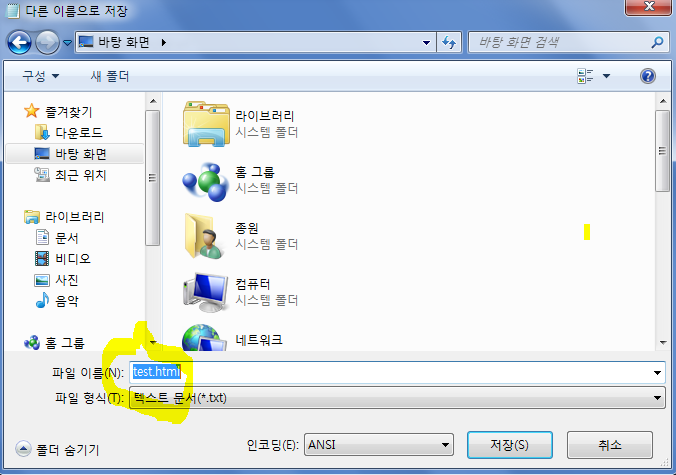 다른 이름으로 저장
바탕 화면
바탕 화면 검색
구성
새 폴더
즐겨찾기
다운로드
바탕 화면
최근 위치
라이브러리
문서
비디오
사진
음악
홈 그룹
라이브러리
시스템 폴더
홈 그룹
시스템 폴더
종원
시스템 폴더
컴퓨터
시스템 폴더
네트워크
파일 이름(N): test.html
파일 형식(T): 텍스트 문서(*.txt)
폴더 숨기기
인코딩(E): ANSI
저장(S)
취소